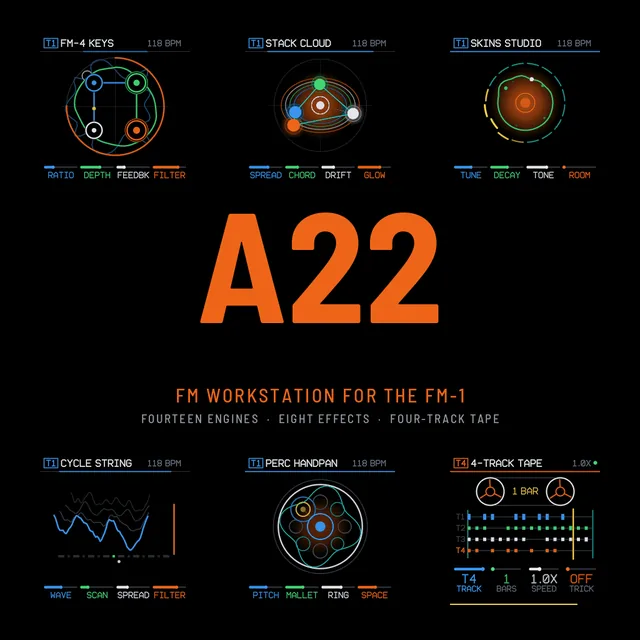 T1 FM-4 KEYS 118 BPM
RATIO DEPTH FEEDBK FILTER
T1 STACK CLOUD 118 BPM
SPREAD CHORD DRIFT GLOW
T1 SKINS STUDIO 118 BPM
TUNE DECAY TONE ROOM
A22
FM WORKSTATION FOR THE FM-1
FOURTEEN ENGINES · EIGHT EFFECTS · FOUR-TRACK TAPE
T1 CYCLE STRING 118 BPM
WAVE SCAN SPREAD FILTER
T1 PERC HANDPAN 118 BPM
PITCH MALLET RING SPACE
T4 4-TRACK TAPE 1.0X
1 BAR
T1
T2
T3
T4
T4 1 1.0X OFF
TRACK BARS SPEED TRICK